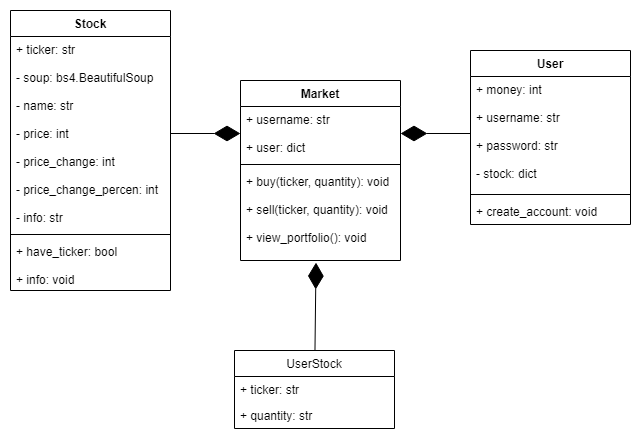 Stock
+ ticker: str
- soup: bs4.BeautifulSoup
- name: str
- price: int
- price_change: int
- price_change_percen: int
- info: str
+ have_ticker: bool
+ info: void
Market
+ username: str
+ user: dict
+ buy(ticker, quantity): void
+ sell(ticker, quantity): void
+ view_portfolio(): void
User
+ money: int
+ username: str
+ password: str
- stock: dict
+ create_account: void
UserStock
+ ticker: str
+ quantity: str